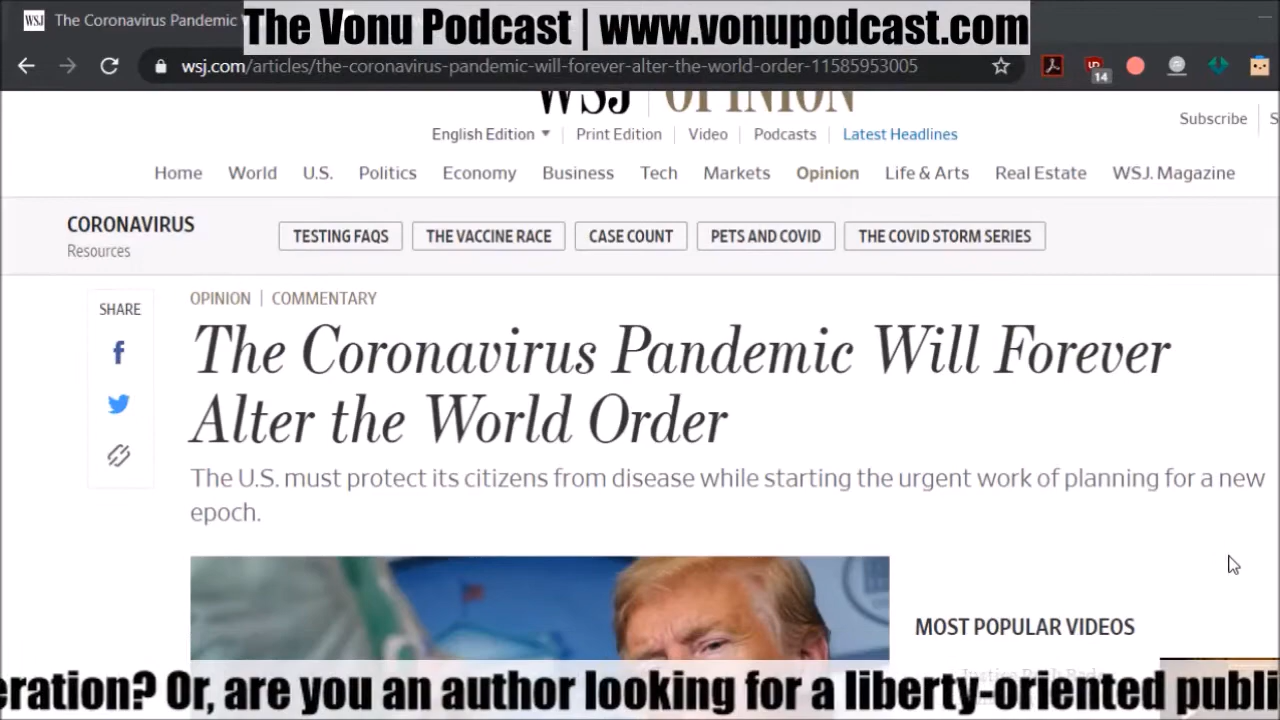 The Coronavirus Pandemic
The Vonu Podcast | www.vonupodcast.com
wsj.com/articles/the-coronavirus-pandemic-will-forever-alter-the-world-order-11585953005
14
WSJ OPINION
English Edition Print Edition Video Podcasts Latest Headlines
Subscribe S
Home World U.S. Politics Economy Business Tech Markets Opinion Life & Arts Real Estate WSJ. Magazine
CORONAVIRUS
Resources
TESTING FAQS THE VACCINE RACE CASE COUNT PETS AND COVID THE COVID STORM SERIES
SHARE
OPINION | COMMENTARY
The Coronavirus Pandemic Will Forever
Alter the World Order
The U.S. must protect its citizens from disease while starting the urgent work of planning for a new
epoch.
MOST POPULAR VIDEOS
eration? Or, are you an author looking for a liberty-oriented publi